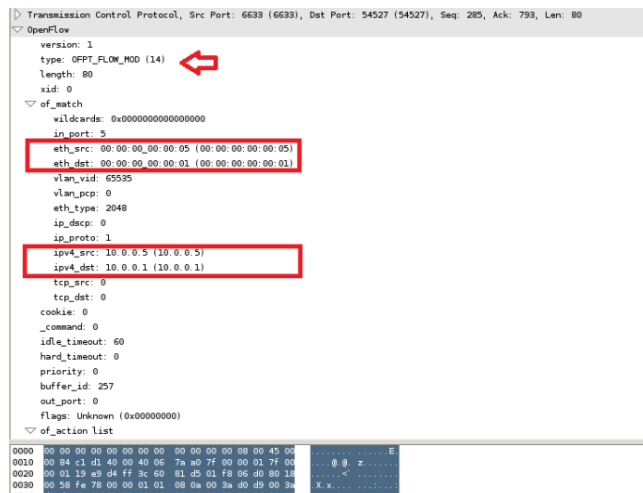 Transmission Control Protocol, Src Port: 6633 (6633), Dst Port: 54527 (54527), Seq: 285, Ack: 793, Len: 80
OpenFlow
version: 1
type: OFPT_FLOW_MOD (14)
length: 80
xid: 0
of_match
wildcards: 0x0000000000000000
in_port: 5
eth_src: 00:00:00_00:00:05 (00:00:00:00:00:05)
eth_dst: 00:00:00_00:00:01 (00:00:00:00:00:01)
vlan_vid: 65535
vlan_pcp: 0
eth_type: 2048
ip_dscp: 0
ip_proto: 1
ipv4_src: 10.0.0.5 (10.0.0.5)
ipv4_dst: 10.0.0.1 (10.0.0.1)
tcp_src: 0
tcp_dst: 0
cookie: 0
_command: 0
idle_timeout: 60
hard_timeout: 0
priority: 0
buffer_id: 257
out_port: 0
flags: Unknown (0x00000000)
of_action list
0000 00 00 00 00 00 00 00 00 00 00 00 00 08 00 45 00 ........ ......E.
0010 00 84 c1 d1 40 00 40 06 7a a0 7f 00 00 01 7f 00 ....@.@. z.......
0020 00 01 19 e9 d4 ff 3c 60 81 d5 01 f8 06 d0 80 18 ......<` ........
0030 00 58 fe 78 00 00 01 01 08 0a 00 3a d0 d9 00 3a .X.x.... ...:...: